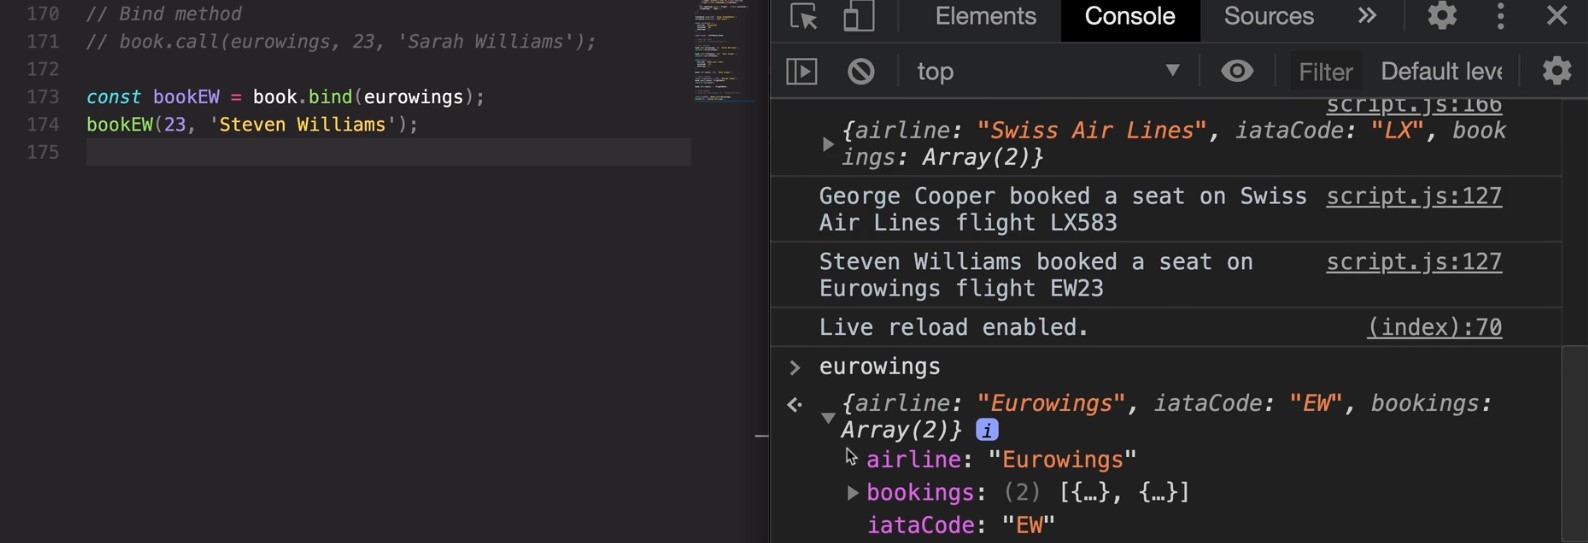 170 // Bind method
171 // book.call(eurowings, 23, 'Sarah Williams');
172
173 const bookEW = book.bind(eurowings);
174 bookEW(23, 'Steven Williams');
175
Elements Console Sources »
top Filter Default leve
script.js:166
{airline: "Swiss Air Lines", iataCode: "LX", book
ings: Array(2)}
George Cooper booked a seat on Swiss script.js:127
Air Lines flight LX583
Steven Williams booked a seat on script.js:127
Eurowings flight EW23
Live reload enabled. (index):70
> eurowings
{airline: "Eurowings", iataCode: "EW", bookings:
Array(2)} i
airline: "Eurowings"
bookings: (2) [{…}, {…}]
iataCode: "EW"